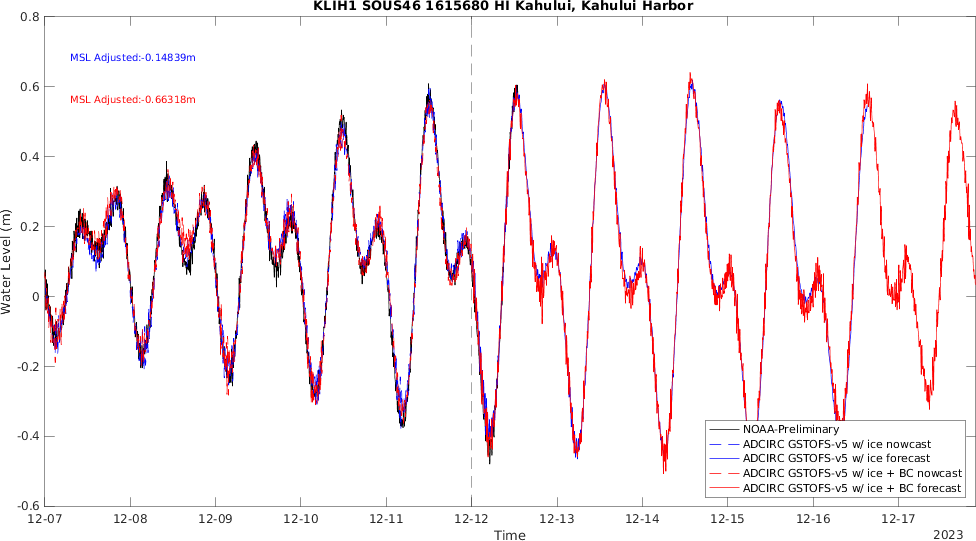 KLIH1 SOUS46 1615680 HI Kahului, Kahului Harbor
0.8
MSL Adjusted:-0.14839m
0.6
MSL Adjusted:-0.66318m
0.4
0.2
Water Level (m)
0
-0.2
-0.4
NOAA-Preliminary
ADCIRC GSTOFS-v5 w/ ice nowcast
ADCIRC GSTOFS-v5 w/ ice forecast
ADCIRC GSTOFS-v5 w/ ice + BC nowcast
ADCIRC GSTOFS-v5 w/ ice + BC forecast
-0.6
12-07 12-08 12-09 12-10 12-11 12-12 12-13 12-14 12-15 12-16 12-17
Time
2023